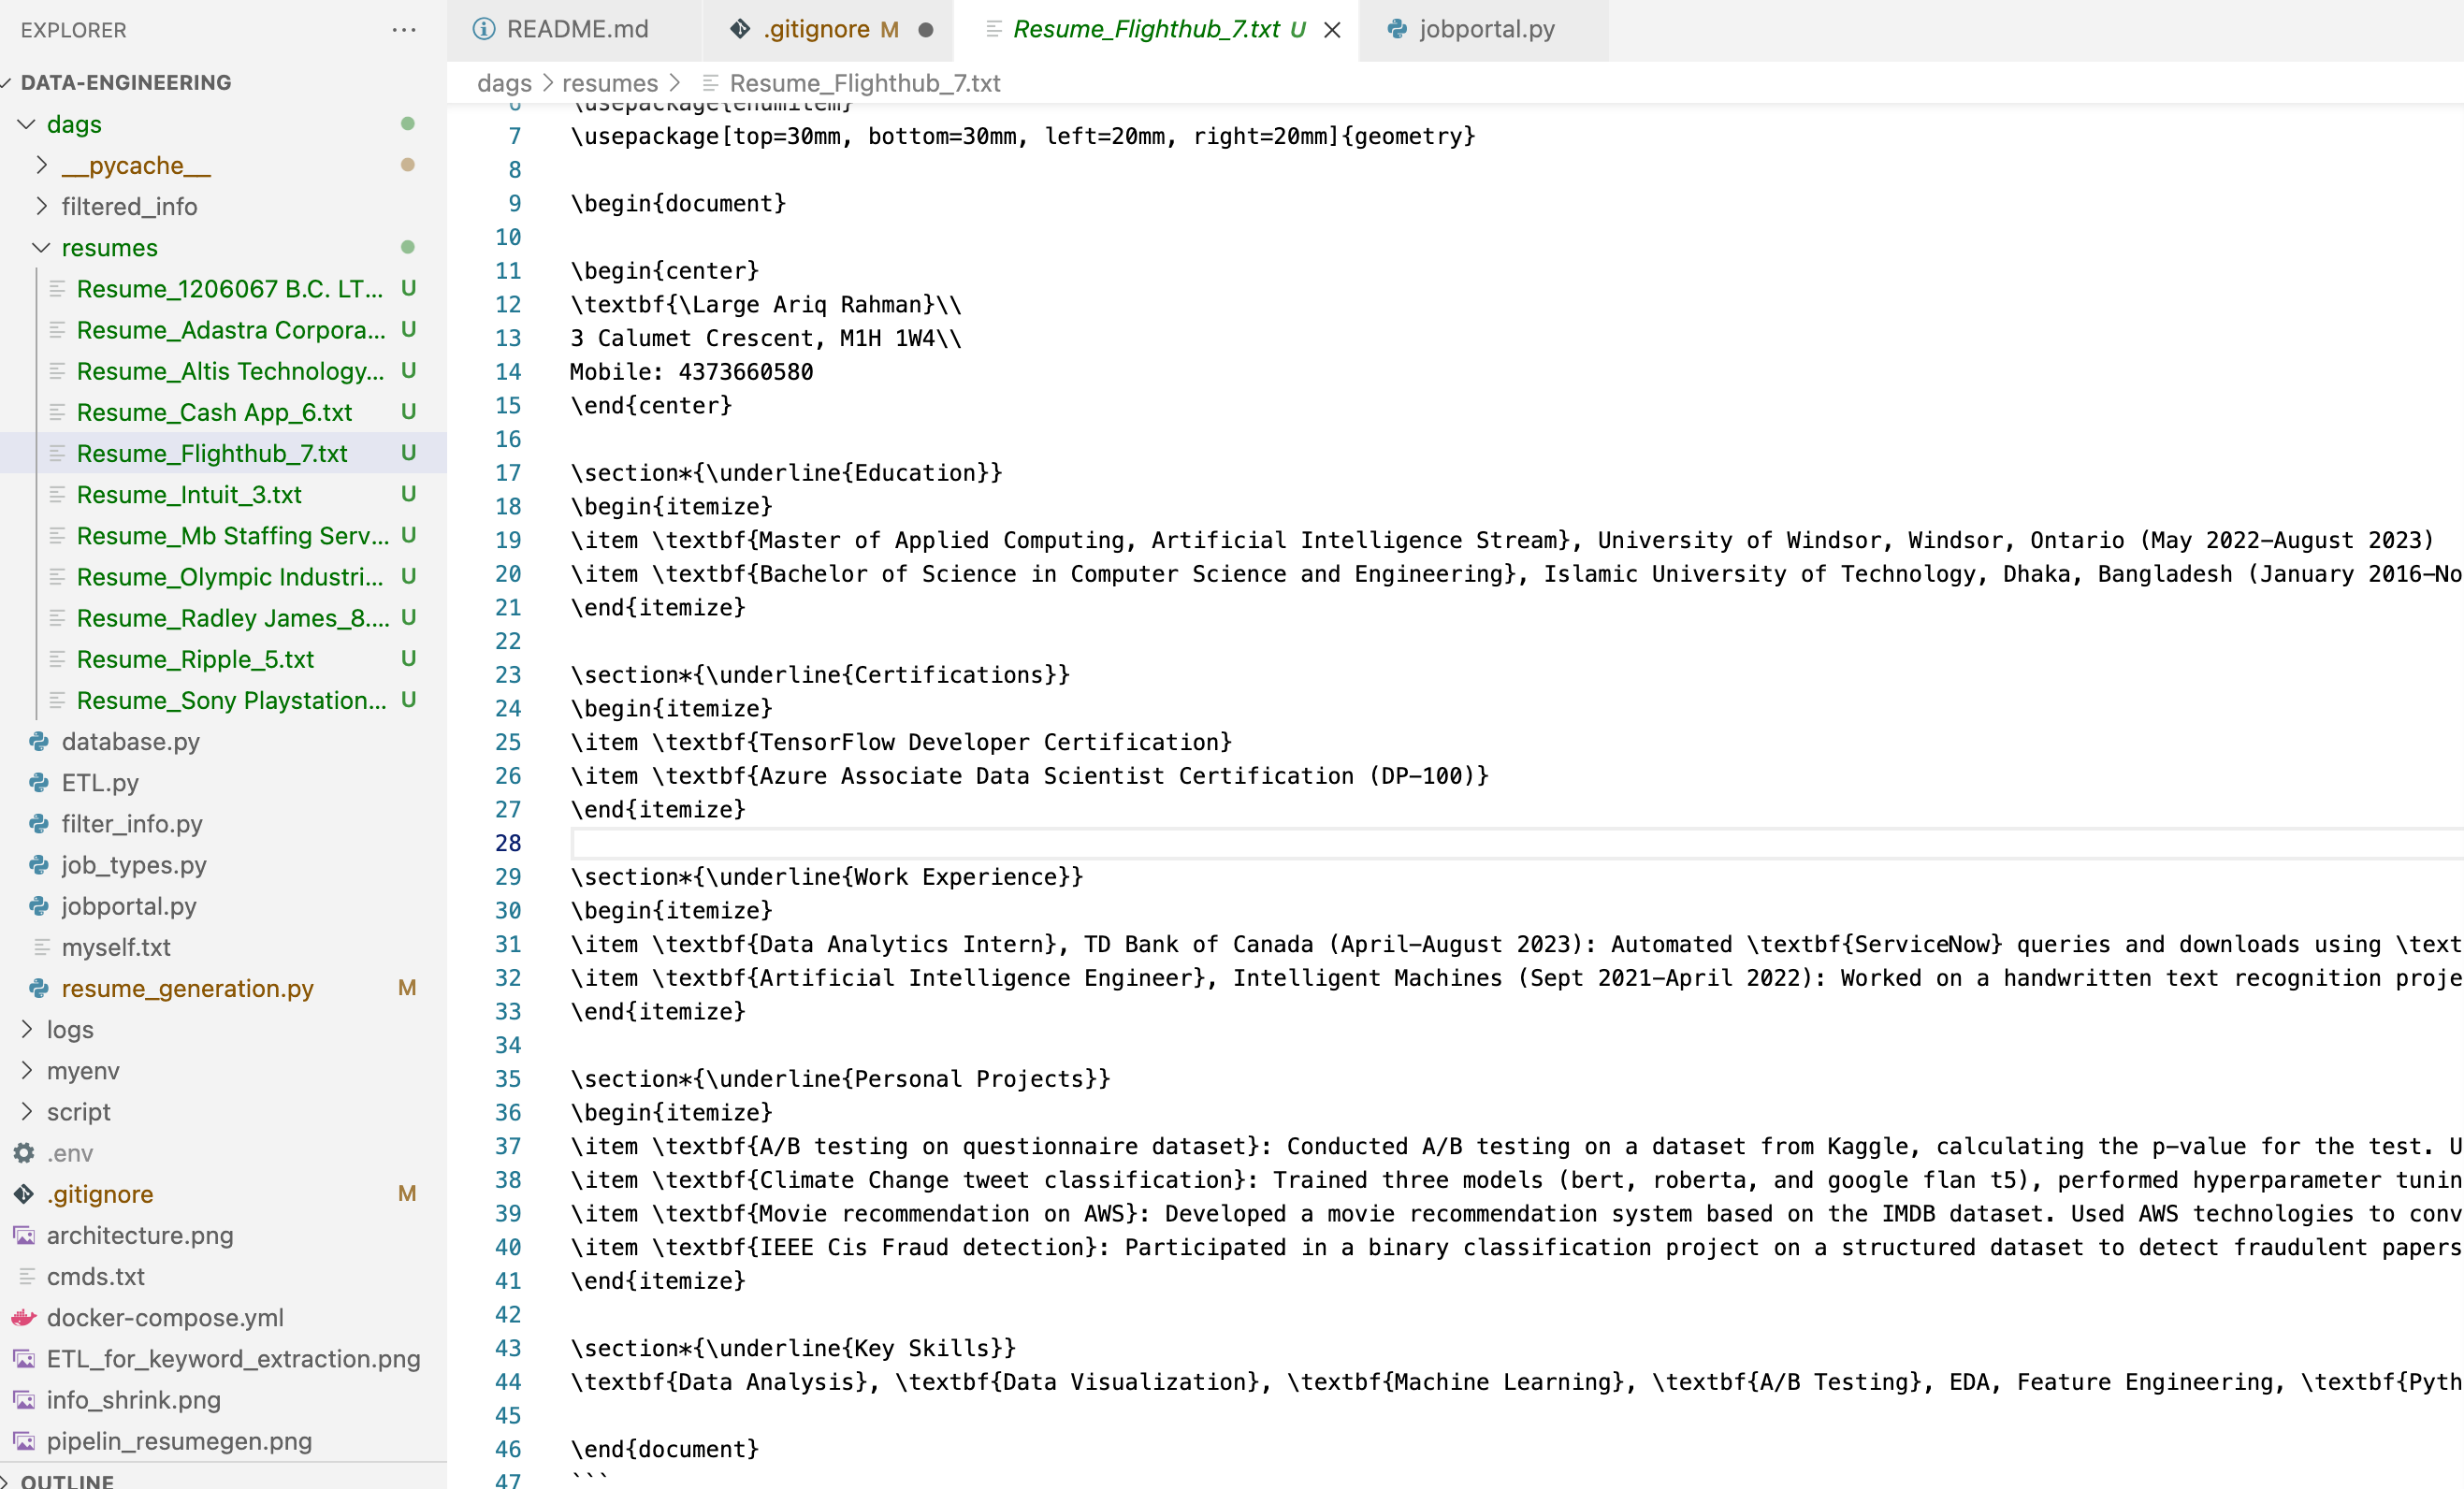 EXPLORER ···
DATA-ENGINEERING
dags
__pycache__
filtered_info
resumes
Resume_1206067 B.C. LT... U
Resume_Adastra Corpora... U
Resume_Altis Technology... U
Resume_Cash App_6.txt U
Resume_Flighthub_7.txt U
Resume_Intuit_3.txt U
Resume_Mb Staffing Serv... U
Resume_Olympic Industri... U
Resume_Radley James_8.... U
Resume_Ripple_5.txt U
Resume_Sony Playstation... U
database.py
ETL.py
filter_info.py
job_types.py
jobportal.py
myself.txt
resume_generation.py M
logs
myenv
script
.env
.gitignore M
architecture.png
cmds.txt
docker-compose.yml
ETL_for_keyword_extraction.png
info_shrink.png
pipelin_resumegen.png
OUTLINE
README.md .gitignore M Resume_Flighthub_7.txt U jobportal.py
dags > resumes > Resume_Flighthub_7.txt
6 \usepackage{enumitem}
7 \usepackage[top=30mm, bottom=30mm, left=20mm, right=20mm]{geometry}
8
9 \begin{document}
10
11 \begin{center}
12 \textbf{\Large Ariq Rahman}\\
13 3 Calumet Crescent, M1H 1W4\\
14 Mobile: 4373660580
15 \end{center}
16
17 \section*{\underline{Education}}
18 \begin{itemize}
19 \item \textbf{Master of Applied Computing, Artificial Intelligence Stream}, University of Windsor, Windsor, Ontario (May 2022–August 2023)
20 \item \textbf{Bachelor of Science in Computer Science and Engineering}, Islamic University of Technology, Dhaka, Bangladesh (January 2016–No
21 \end{itemize}
22
23 \section*{\underline{Certifications}}
24 \begin{itemize}
25 \item \textbf{TensorFlow Developer Certification}
26 \item \textbf{Azure Associate Data Scientist Certification (DP-100)}
27 \end{itemize}
28
29 \section*{\underline{Work Experience}}
30 \begin{itemize}
31 \item \textbf{Data Analytics Intern}, TD Bank of Canada (April–August 2023): Automated \textbf{ServiceNow} queries and downloads using \text
32 \item \textbf{Artificial Intelligence Engineer}, Intelligent Machines (Sept 2021–April 2022): Worked on a handwritten text recognition proje
33 \end{itemize}
34
35 \section*{\underline{Personal Projects}}
36 \begin{itemize}
37 \item \textbf{A/B testing on questionnaire dataset}: Conducted A/B testing on a dataset from Kaggle, calculating the p-value for the test. U
38 \item \textbf{Climate Change tweet classification}: Trained three models (bert, roberta, and google flan t5), performed hyperparameter tunin
39 \item \textbf{Movie recommendation on AWS}: Developed a movie recommendation system based on the IMDB dataset. Used AWS technologies to conv
40 \item \textbf{IEEE Cis Fraud detection}: Participated in a binary classification project on a structured dataset to detect fraudulent papers
41 \end{itemize}
42
43 \section*{\underline{Key Skills}}
44 \textbf{Data Analysis}, \textbf{Data Visualization}, \textbf{Machine Learning}, \textbf{A/B Testing}, EDA, Feature Engineering, \textbf{Pyth
45
46 \end{document}
47 ```